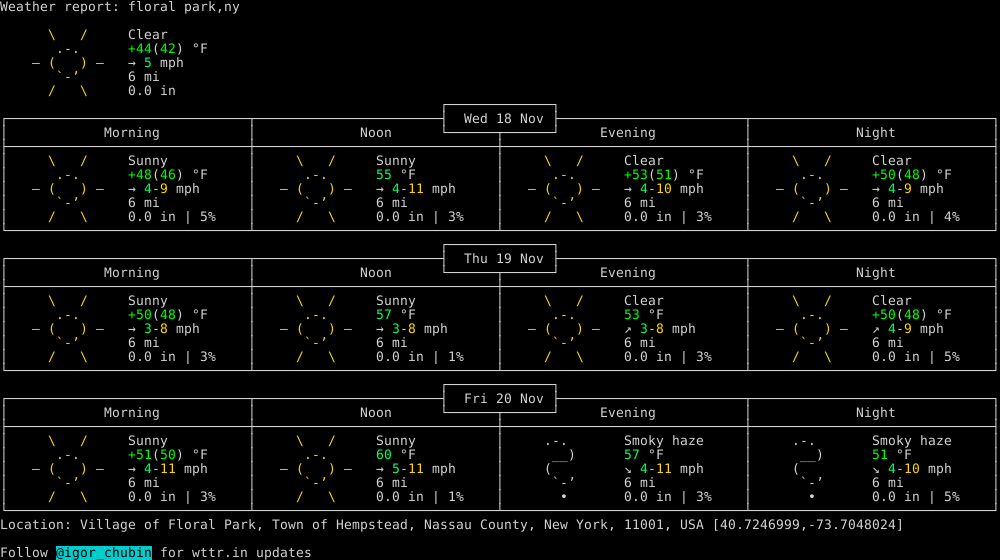 Weather report: floral park,ny
Clear
+44(42) °F
→ 5 mph
6 mi
0.0 in
Wed 18 Nov
Morning Noon Evening Night
Sunny Sunny Clear Clear
+48(46) °F 55 °F +53(51) °F +50(48) °F
→ 4-9 mph → 4-11 mph → 4-10 mph → 4-9 mph
6 mi 6 mi 6 mi 6 mi
0.0 in | 5% 0.0 in | 3% 0.0 in | 3% 0.0 in | 4%
Thu 19 Nov
Morning Noon Evening Night
Sunny Sunny Clear Clear
+50(48) °F 57 °F 53 °F +50(48) °F
→ 3-8 mph → 3-8 mph ↗ 3-8 mph ↗ 4-9 mph
6 mi 6 mi 6 mi 6 mi
0.0 in | 3% 0.0 in | 1% 0.0 in | 3% 0.0 in | 5%
Fri 20 Nov
Morning Noon Evening Night
Sunny Sunny Smoky haze Smoky haze
+51(50) °F 60 °F 57 °F 51 °F
→ 4-11 mph → 5-11 mph ↘ 4-11 mph ↘ 4-10 mph
6 mi 6 mi 6 mi 6 mi
0.0 in | 3% 0.0 in | 1% 0.0 in | 3% 0.0 in | 5%
Location: Village of Floral Park, Town of Hempstead, Nassau County, New York, 11001, USA [40.7246999,-73.7048024]
Follow @igor_chubin for wttr.in updates